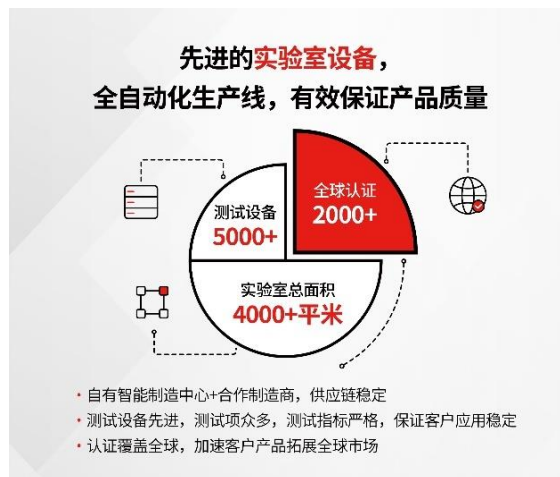 先进的实验室设备，
全自动化生产线，有效保证产品质量
全球认证
2000+
测试设备
5000+
实验室总面积
4000+平米
· 自有智能制造中心+合作制造商，供应链稳定
· 测试设备先进，测试项众多，测试指标严格，保证客户应用稳定
· 认证覆盖全球，加速客户产品拓展全球市场